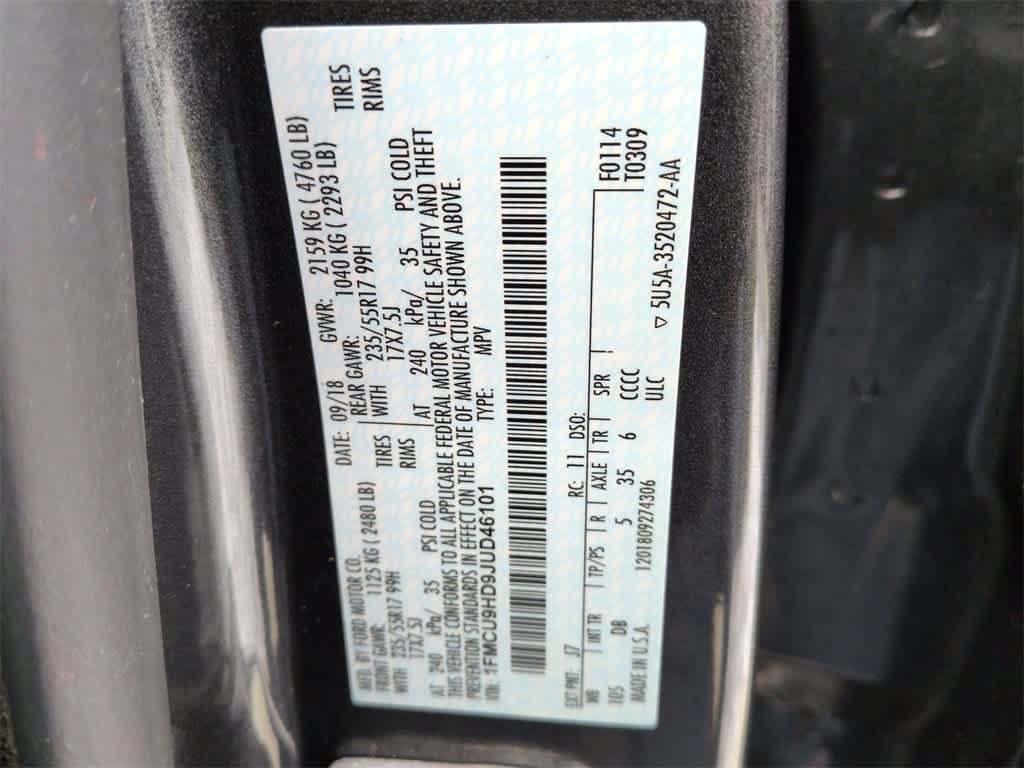 MFD BY FORD MOTOR CO. DATE: 09/18 GVWR: 2159 KG ( 4760 LB)
FRONT GAWR: 1125 KG ( 2480 LB) REAR GAWR: 1040 KG ( 2293 LB)
WITH 235/55R17 99H TIRES WITH 235/55R17 99H TIRES
17X7.5J RIMS 17X7.5J RIMS
AT 240 kPa/ 35 PSI COLD AT 240 kPa/ 35 PSI COLD
THIS VEHICLE CONFORMS TO ALL APPLICABLE FEDERAL MOTOR VEHICLE SAFETY AND THEFT
PREVENTION STANDARDS IN EFFECT ON THE DATE OF MANUFACTURE SHOWN ABOVE.
VIN: 1FMCU9HD9JUD46101 TYPE: MPV
EXT PNT: J7 RC: 11 DSO: F0114
WB INT TR TP/PS R AXLE TR SPR T0309
105 DB 5 35 6 CCCC
ULC
MADE IN U.S.A. 1201809274306 5U5A-3520472-AA